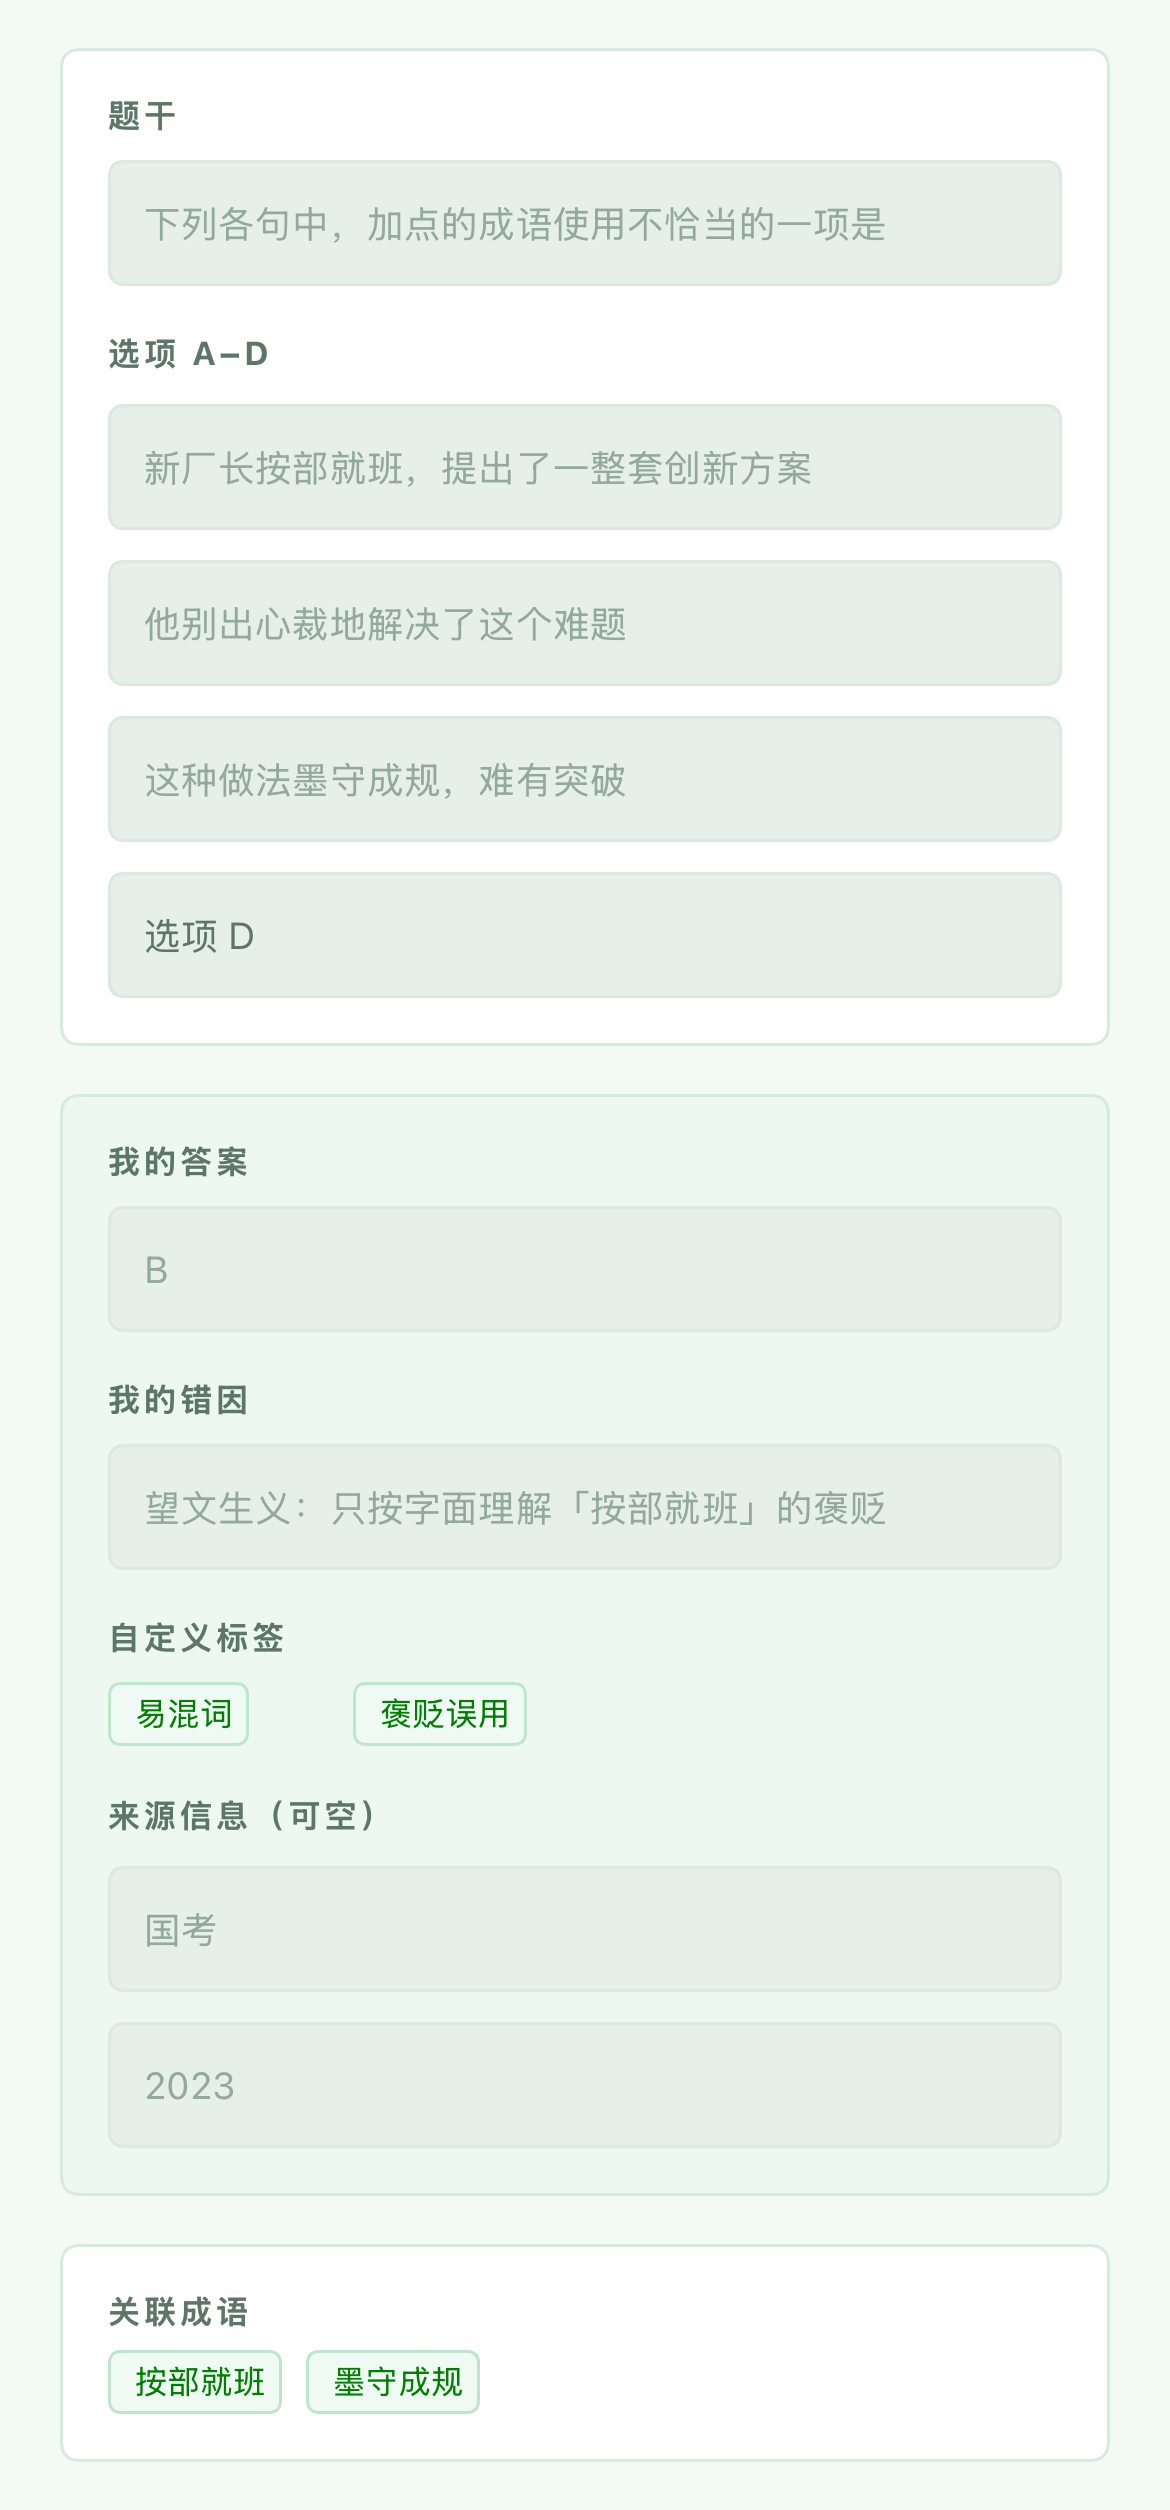 题干
下列各句中，加点的成语使用不恰当的一项是
选项 A–D
新厂长按部就班，提出了一整套创新方案
他别出心裁地解决了这个难题
这种做法墨守成规，难有突破
选项 D
我的答案
B
我的错因
望文生义：只按字面理解「按部就班」的褒贬
自定义标签
易混词 褒贬误用
来源信息（可空）
国考
2023
关联成语
按部就班 墨守成规